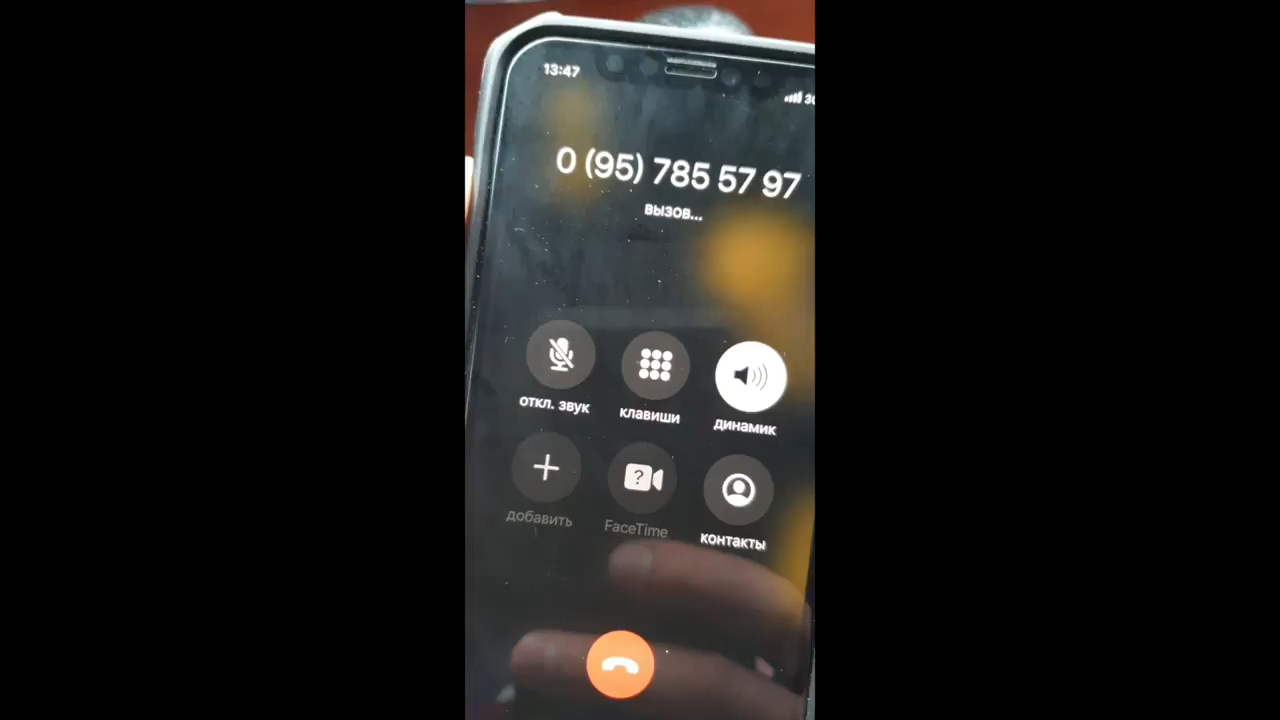 13:47
0 (95) 785 57 97
вызов...
откл. звук
клавиши
динамик
?
добавить
FaceTime
контакты